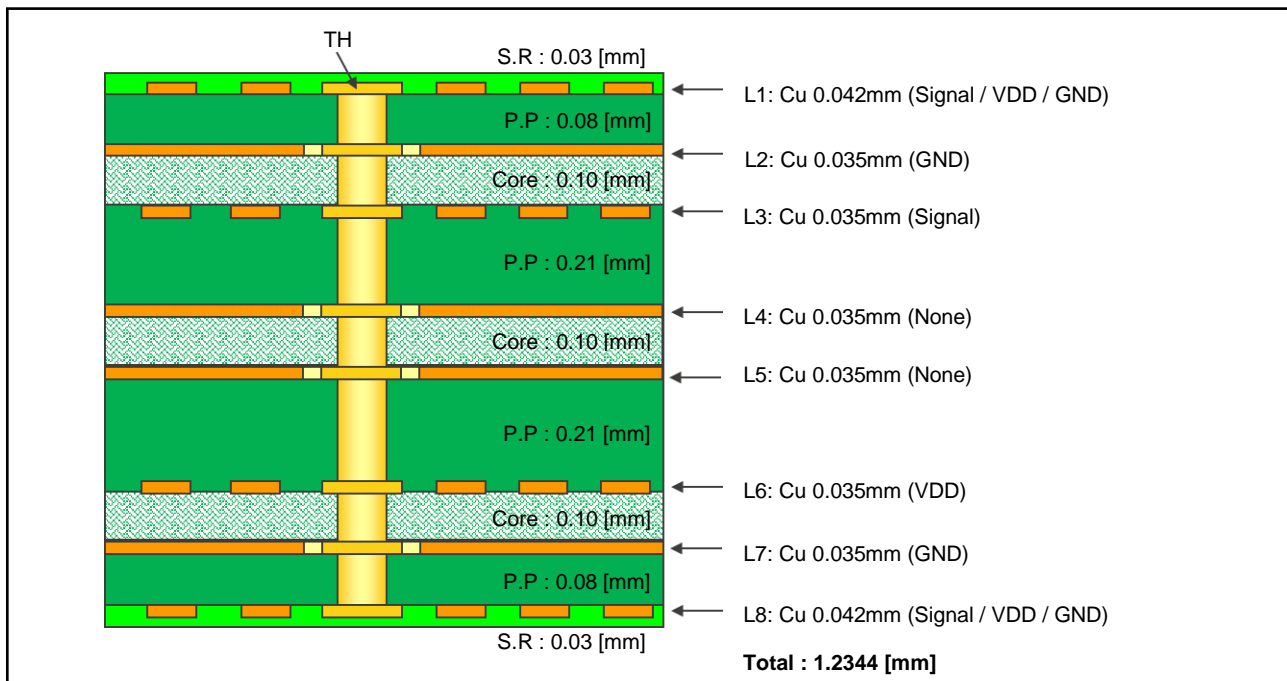 TH
S.R : 0.03 [mm]
L1: Cu 0.042mm (Signal / VDD / GND)
P.P : 0.08 [mm]
L2: Cu 0.035mm (GND)
Core : 0.10 [mm]
L3: Cu 0.035mm (Signal)
P.P : 0.21 [mm]
L4: Cu 0.035mm (None)
Core : 0.10 [mm]
L5: Cu 0.035mm (None)
P.P : 0.21 [mm]
L6: Cu 0.035mm (VDD)
Core : 0.10 [mm]
L7: Cu 0.035mm (GND)
P.P : 0.08 [mm]
L8: Cu 0.042mm (Signal / VDD / GND)
S.R : 0.03 [mm]
Total : 1.2344 [mm]